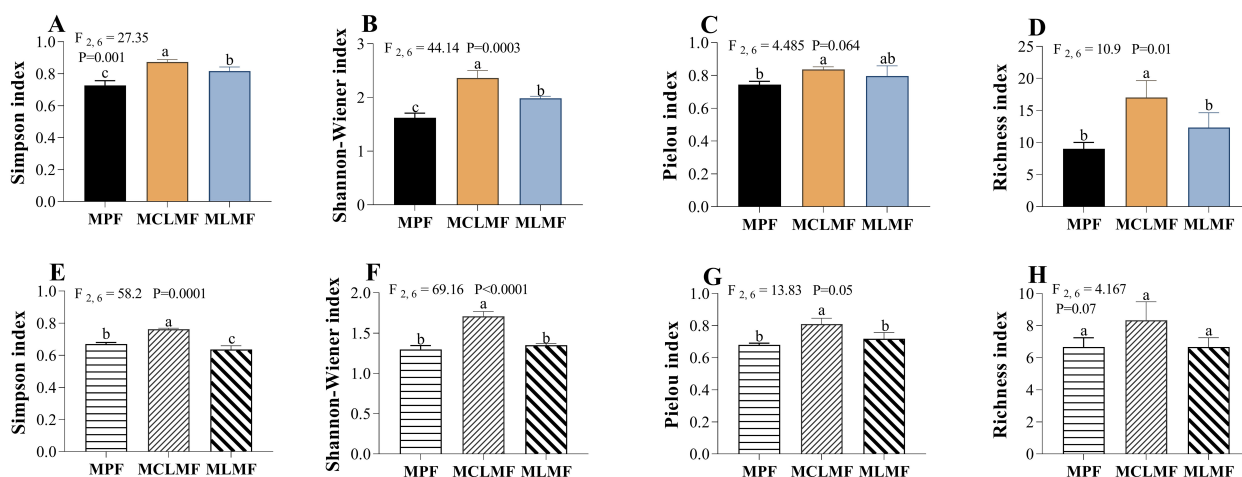 A
F 2, 6 = 27.35
P=0.001
Simpson index
1.0
0.8
0.6
0.4
0.2
0.0
c
a
b
MPF MCLMF MLMF
B
F 2, 6 = 44.14 P=0.0003
Shannon-Wiener index
3
2
1
0
c
a
b
MPF MCLMF MLMF
C
F 2, 6 = 4.485 P=0.064
Pielou index
1.0
0.8
0.6
0.4
0.2
0.0
b
a
ab
MPF MCLMF MLMF
D
F 2, 6 = 10.9 P=0.01
Richness index
25
20
15
10
5
0
b
a
b
MPF MCLMF MLMF
E
F 2, 6 = 58.2 P=0.0001
Simpson index
1.0
0.8
0.6
0.4
0.2
0.0
b
a
c
MPF MCLMF MLMF
F
F 2, 6 = 69.16 P<0.0001
Shannon-Wiener index
2.0
1.5
1.0
0.5
0.0
b
a
b
MPF MCLMF MLMF
G
F 2, 6 = 13.83 P=0.05
Pielou index
1.0
0.8
0.6
0.4
0.2
0.0
b
a
b
MPF MCLMF MLMF
H
F 2, 6 = 4.167
P=0.07
Richness index
10
8
6
4
2
0
a
a
a
MPF MCLMF MLMF